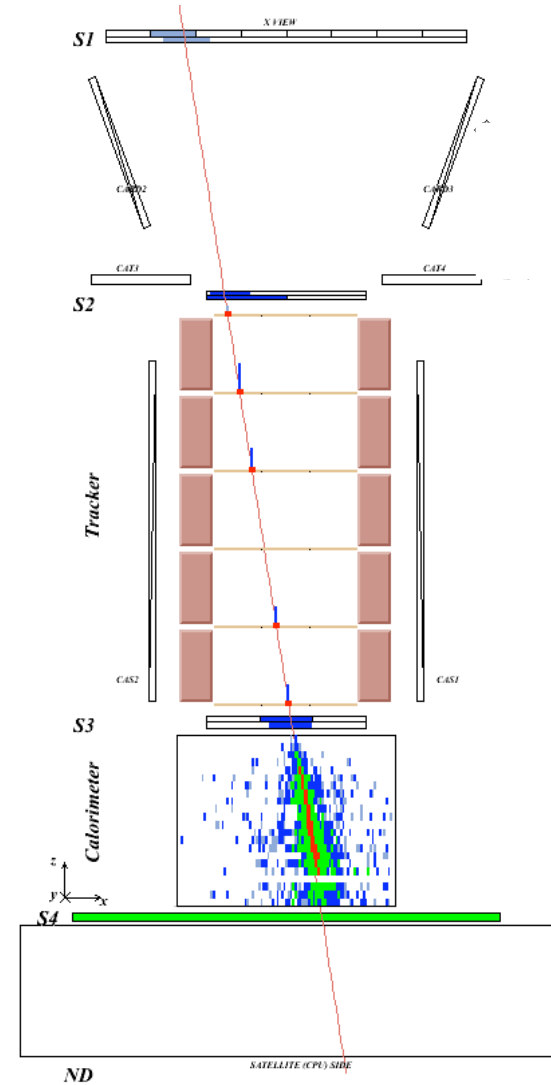 X VIEW
S1
CARD2
CARD3
CAT3
CAT4
S2
Tracker
CAS2
CAS1
S3
Calorimeter
z
y
x
S4
SATELLITE (CPU) SIDE
ND